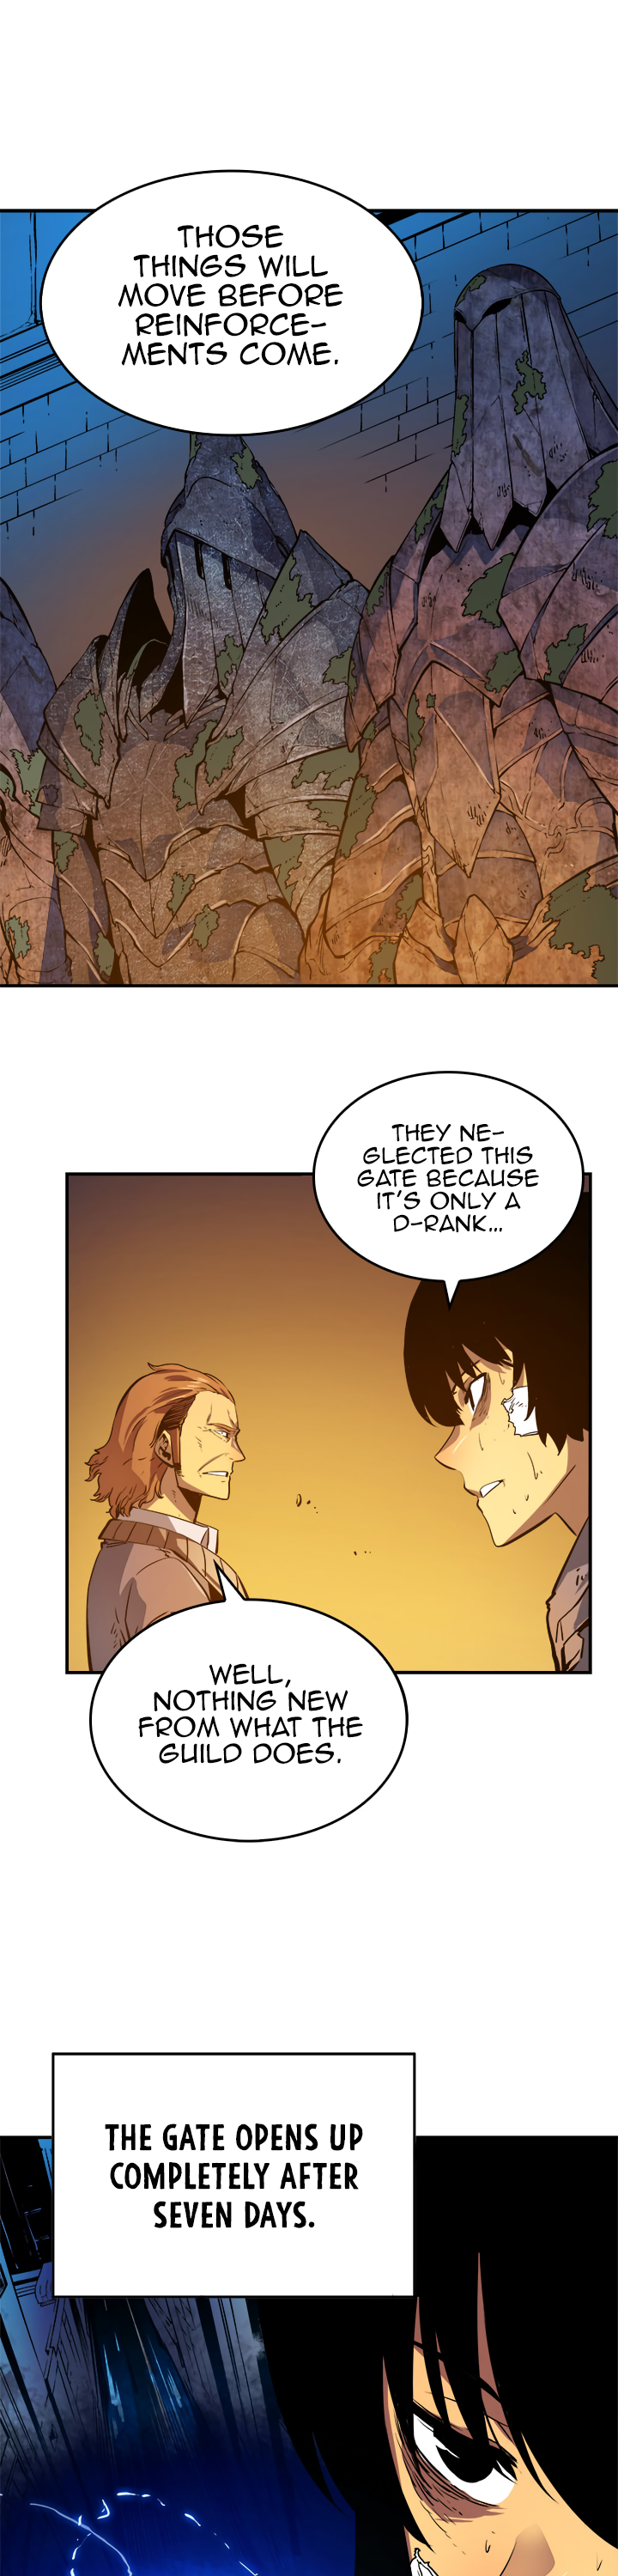 THOSE
THINGS WILL
MOVE BEFORE
REINFORCE-
MENTS COME.
THEY NE-
GLECTED THIS
GATE BECAUSE
IT'S ONLY A
D-RANK...
WELL,
NOTHING NEW
FROM WHAT THE
GUILD DOES.
THE GATE OPENS UP
COMPLETELY AFTER
SEVEN DAYS.